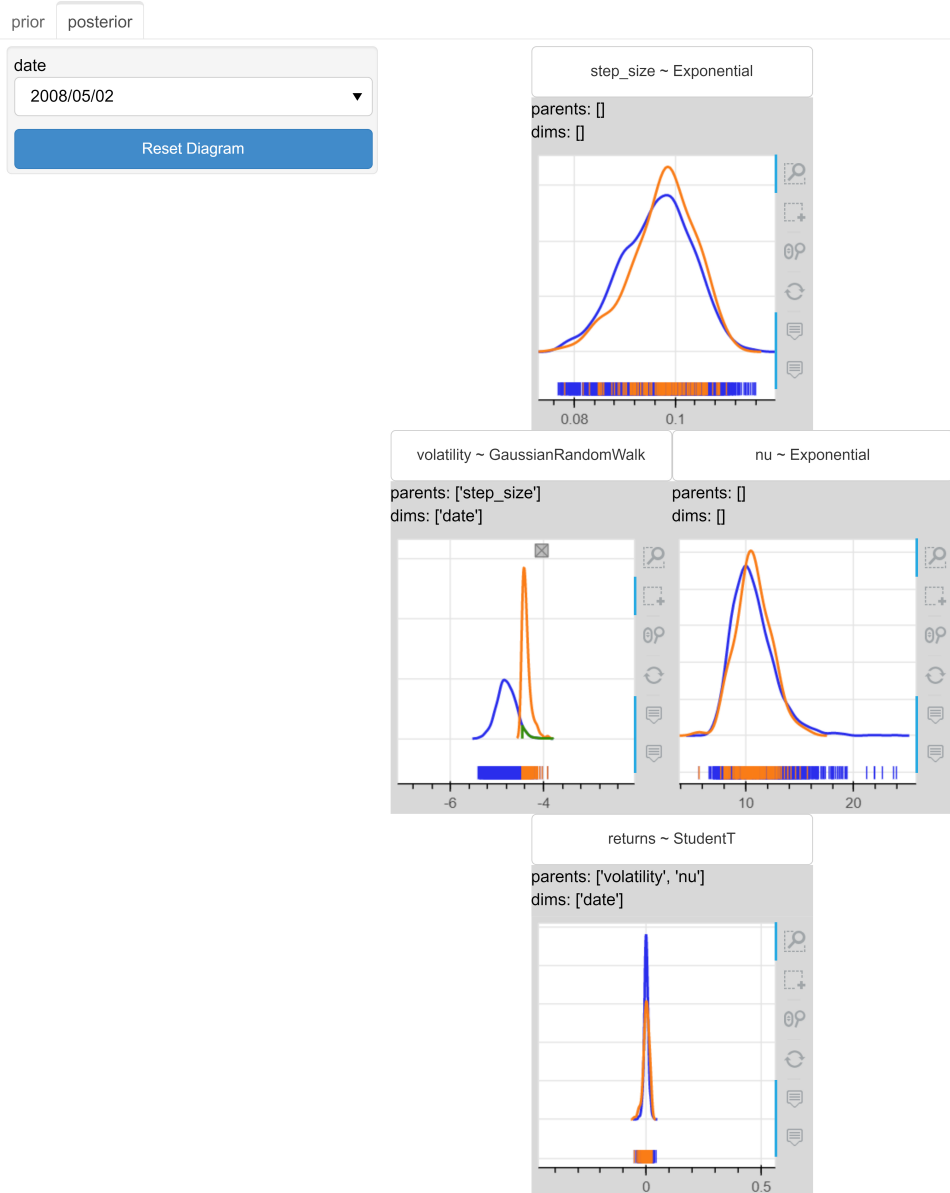 prior posterior
date
2008/05/02
Reset Diagram
step_size ~ Exponential
parents: []
dims: []
0.08 0.1
volatility ~ GaussianRandomWalk
parents: ['step_size']
dims: ['date']
-6 -4
nu ~ Exponential
parents: []
dims: []
10 20
returns ~ StudentT
parents: ['volatility', 'nu']
dims: ['date']
0 0.5